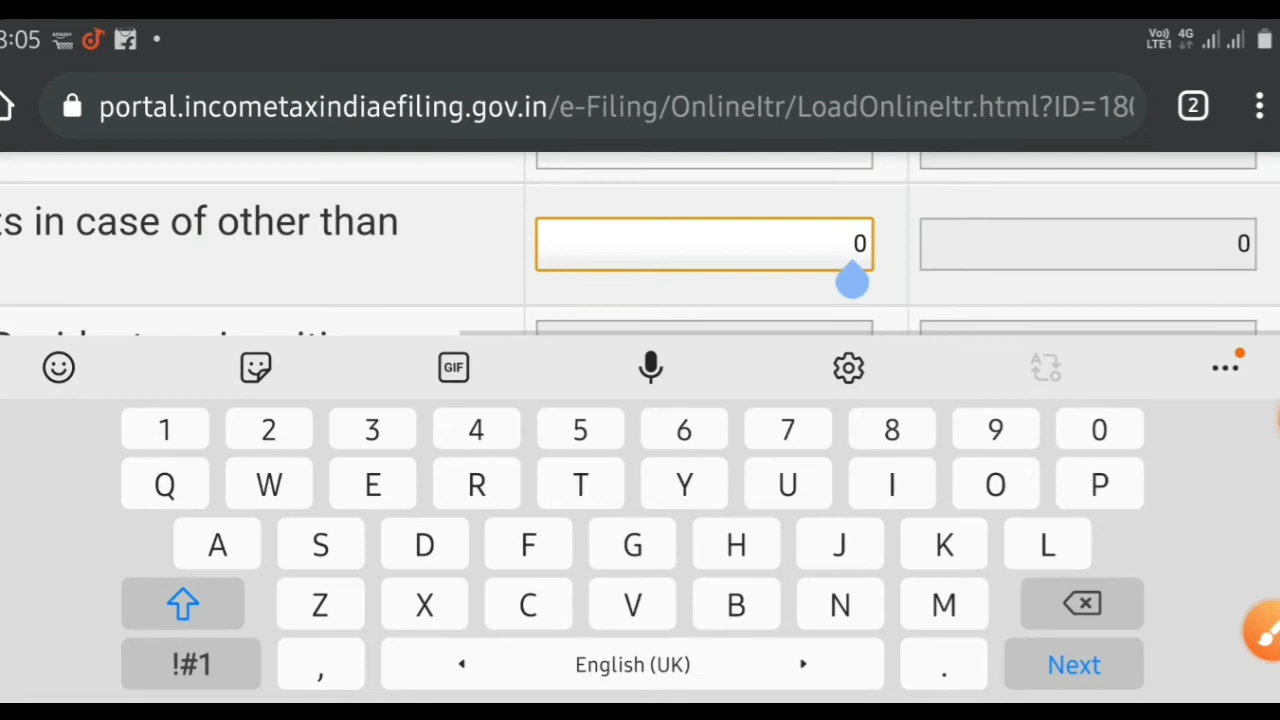 :05
Vo)) 4G
LTE1
portal.incometaxindiaefiling.gov.in/e-Filing/OnlineItr/LoadOnlineItr.html?ID=18
2
ts in case of other than
0
0
GIF
1 2 3 4 5 6 7 8 9 0
Q W E R T Y U I O P
A S D F G H J K L
Z X C V B N M
!#1 , English (UK) . Next